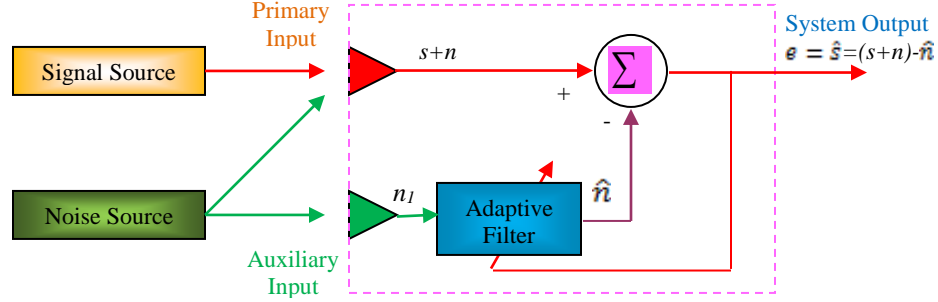 Primary
Input
System Output
e = ŝ=(s+n)-n̂
Signal Source
s+n
∑
+
-
Noise Source
n1
Adaptive
Filter
n̂
Auxiliary
Input